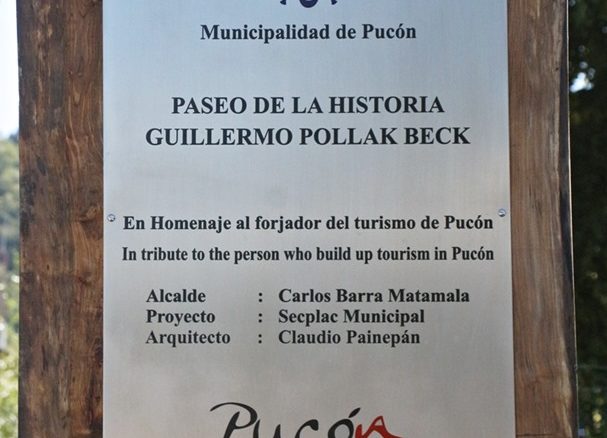 Municipalidad de Pucón
PASEO DE LA HISTORIA
GUILLERMO POLLAK BECK
En Homenaje al forjador del turismo de Pucón
In tribute to the person who build up tourism in Pucón
Alcalde : Carlos Barra Matamala
Proyecto : Secplac Municipal
Arquitecto : Claudio Painepán
Pucón